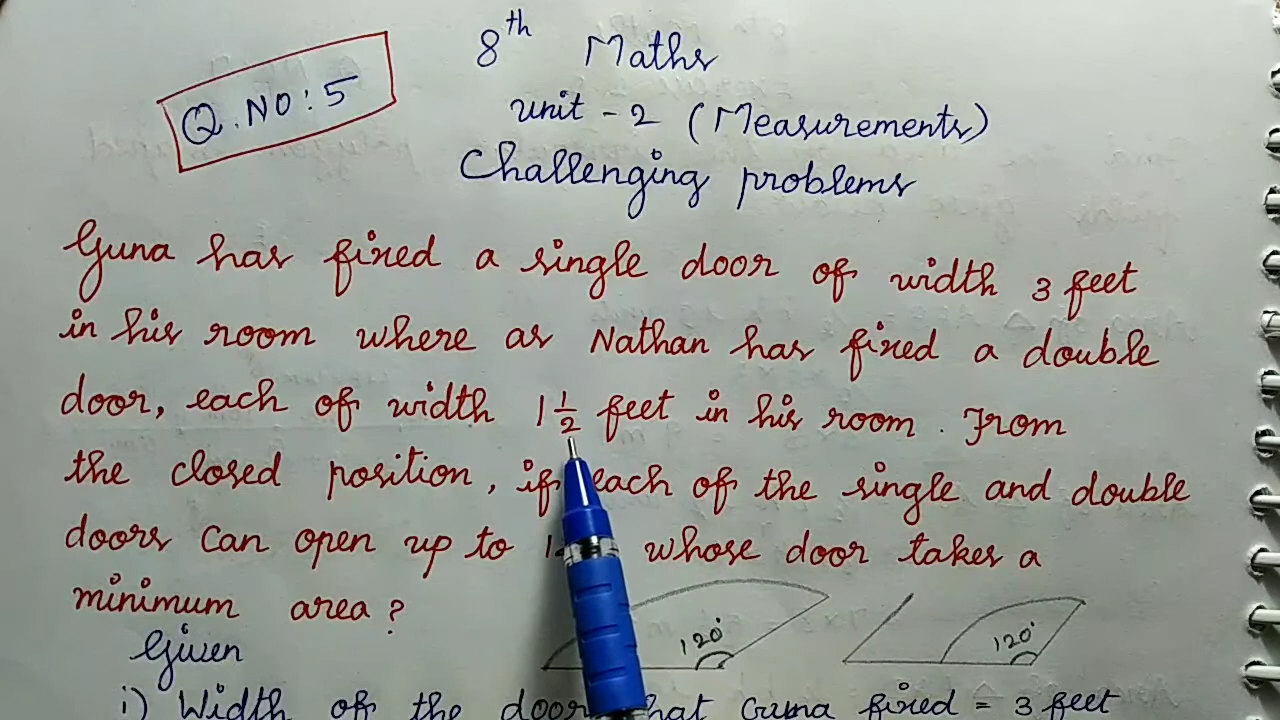 8th Maths
Q.NO:5
unit - 2 (Measurements)
Challenging problems
Guna has fixed a single door of width 3 feet
in his room where as Nathan has fixed a double
door, each of width 1 1/2 feet in his room. From
the closed position, if each of the single and double
doors can open up to whose door takes a
minimum area?
120°
120°
Given
i) Width of the door that Guna fixed = 3 feet